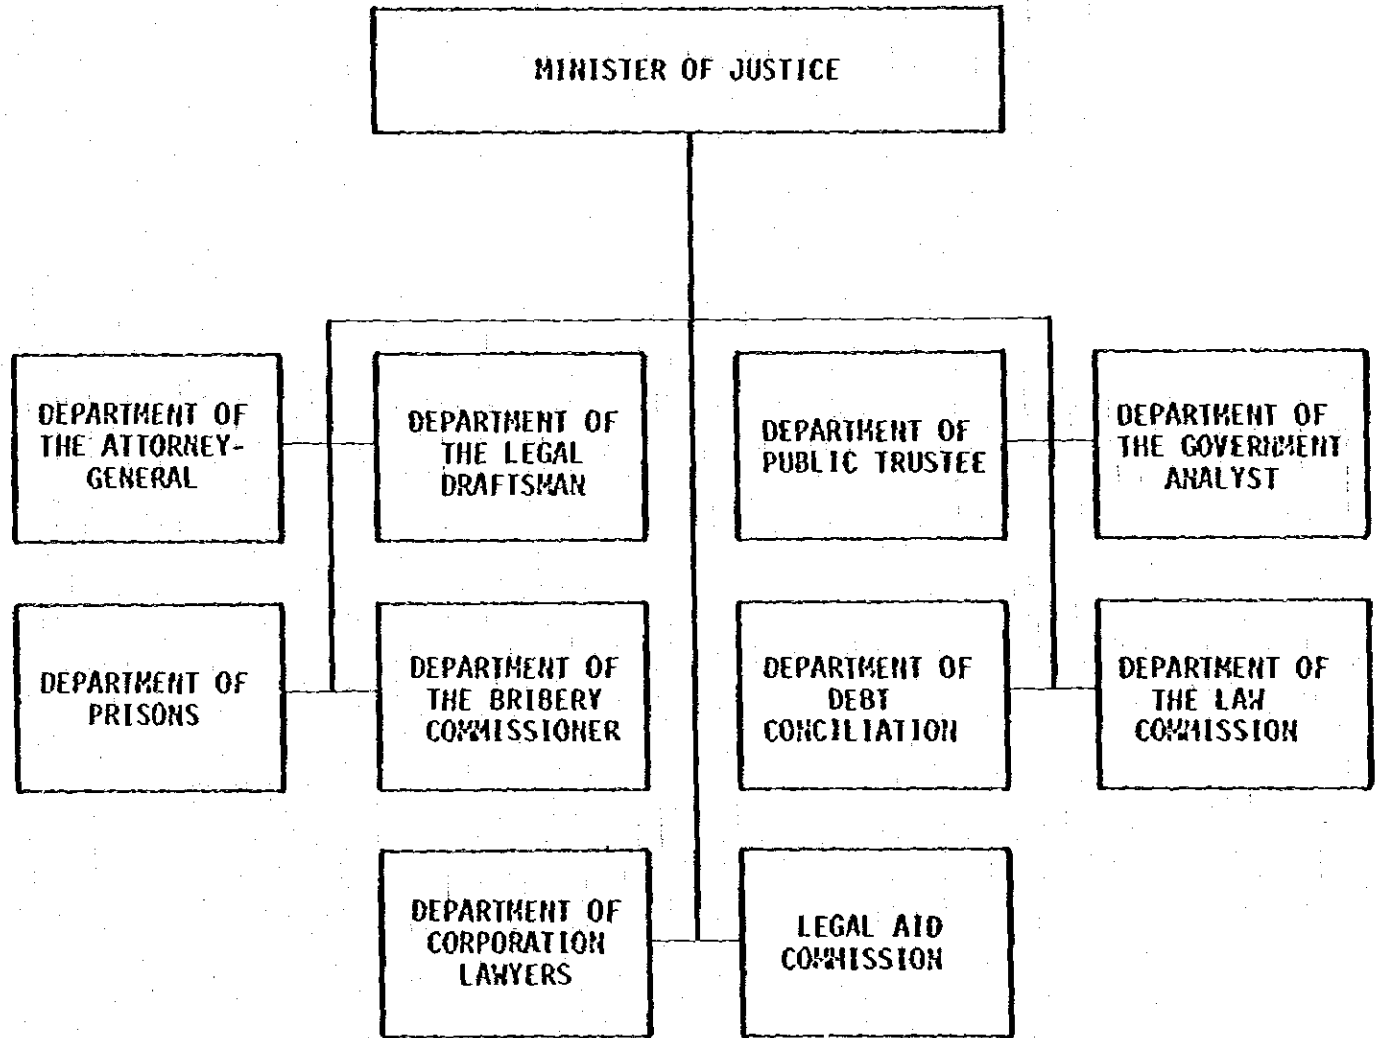 MINISTER OF JUSTICE
DEPARTMENT OF
THE ATTORNEY-
GENERAL
DEPARTMENT OF
THE LEGAL
DRAFTSMAN
DEPARTMENT OF
PUBLIC TRUSTEE
DEPARTMENT OF
THE GOVERNMENT
ANALYST
DEPARTMENT OF
PRISONS
DEPARTMENT OF
THE BRIBERY
COMMISSIONER
DEPARTMENT OF
DEBT
CONCILIATION
DEPARTMENT OF
THE LAW
COMMISSION
DEPARTMENT OF
CORPORATION
LAWYERS
LEGAL AID
COMMISSION